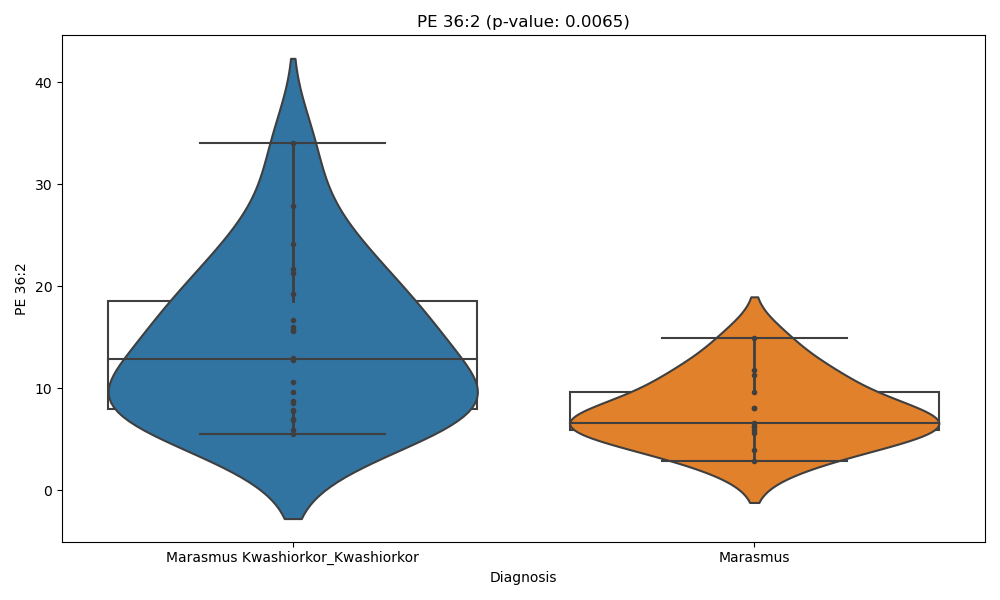 PE 36:2 (p-value: 0.0065)
PE 36:2
40
30
20
10
0
Marasmus Kwashiorkor_Kwashiorkor
Marasmus
Diagnosis